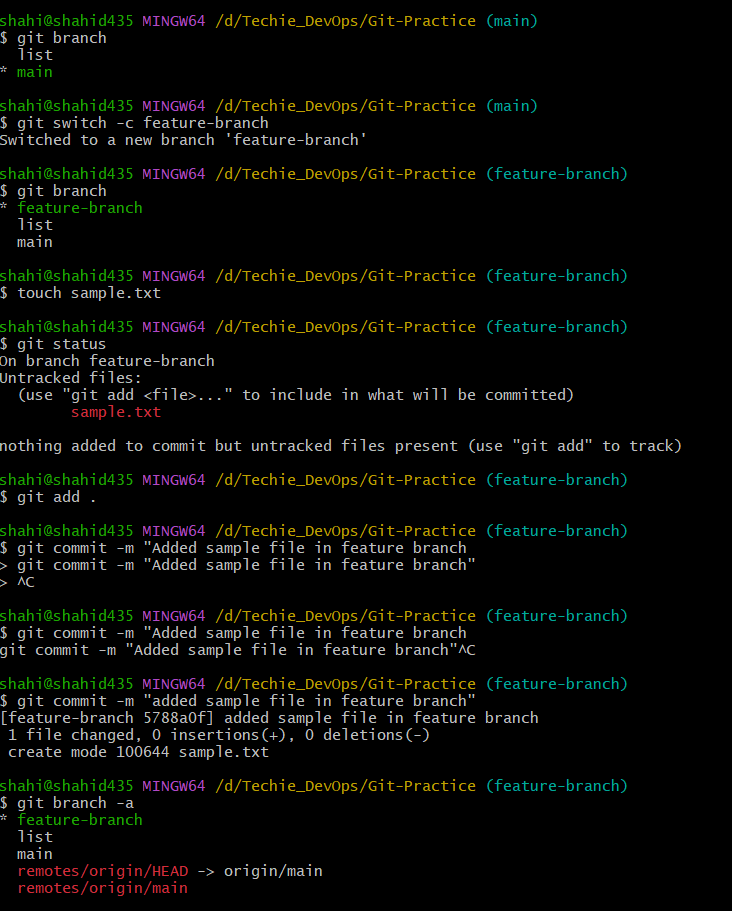 shahi@shahid435 MINGW64 /d/Techie_DevOps/Git-Practice (main)
$ git branch
  list
* main

shahi@shahid435 MINGW64 /d/Techie_DevOps/Git-Practice (main)
$ git switch -c feature-branch
Switched to a new branch 'feature-branch'

shahi@shahid435 MINGW64 /d/Techie_DevOps/Git-Practice (feature-branch)
$ git branch
* feature-branch
  list
  main

shahi@shahid435 MINGW64 /d/Techie_DevOps/Git-Practice (feature-branch)
$ touch sample.txt

shahi@shahid435 MINGW64 /d/Techie_DevOps/Git-Practice (feature-branch)
$ git status
On branch feature-branch
Untracked files:
  (use "git add <file>..." to include in what will be committed)
        sample.txt

nothing added to commit but untracked files present (use "git add" to track)

shahi@shahid435 MINGW64 /d/Techie_DevOps/Git-Practice (feature-branch)
$ git add .

shahi@shahid435 MINGW64 /d/Techie_DevOps/Git-Practice (feature-branch)
$ git commit -m "Added sample file in feature branch
> git commit -m "Added sample file in feature branch"
> ^C

shahi@shahid435 MINGW64 /d/Techie_DevOps/Git-Practice (feature-branch)
$ git commit -m "Added sample file in feature branch
git commit -m "Added sample file in feature branch"^C

shahi@shahid435 MINGW64 /d/Techie_DevOps/Git-Practice (feature-branch)
$ git commit -m "added sample file in feature branch"
[feature-branch 5788a0f] added sample file in feature branch
 1 file changed, 0 insertions(+), 0 deletions(-)
 create mode 100644 sample.txt

shahi@shahid435 MINGW64 /d/Techie_DevOps/Git-Practice (feature-branch)
$ git branch -a
* feature-branch
  list
  main
  remotes/origin/HEAD -> origin/main
  remotes/origin/main